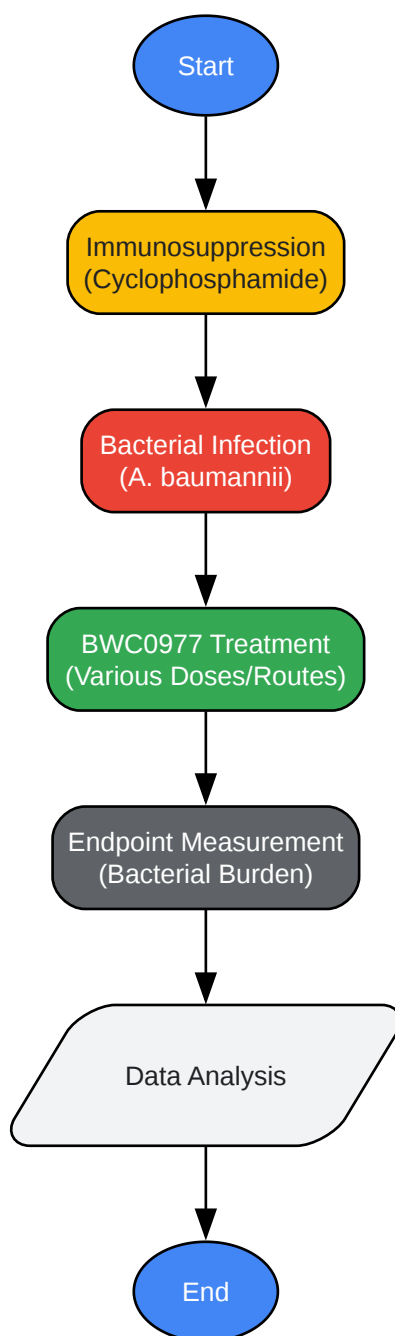 Start
Immunosuppression
(Cyclophosphamide)
Bacterial Infection
(A. baumannii)
BWC0977 Treatment
(Various Doses/Routes)
Endpoint Measurement
(Bacterial Burden)
Data Analysis
End